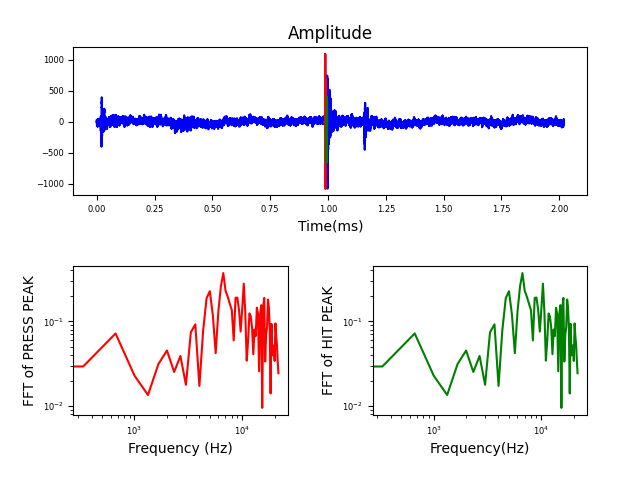 Amplitude
1000
500
0
−500
−1000
0.00 0.25 0.50 0.75 1.00 1.25 1.50 1.75 2.00
Time(ms)
FFT of PRESS PEAK
10⁻¹
10⁻²
10³ 10⁴
Frequency (Hz)
FFT of HIT PEAK
10⁻¹
10⁻²
10³ 10⁴
Frequency(Hz)